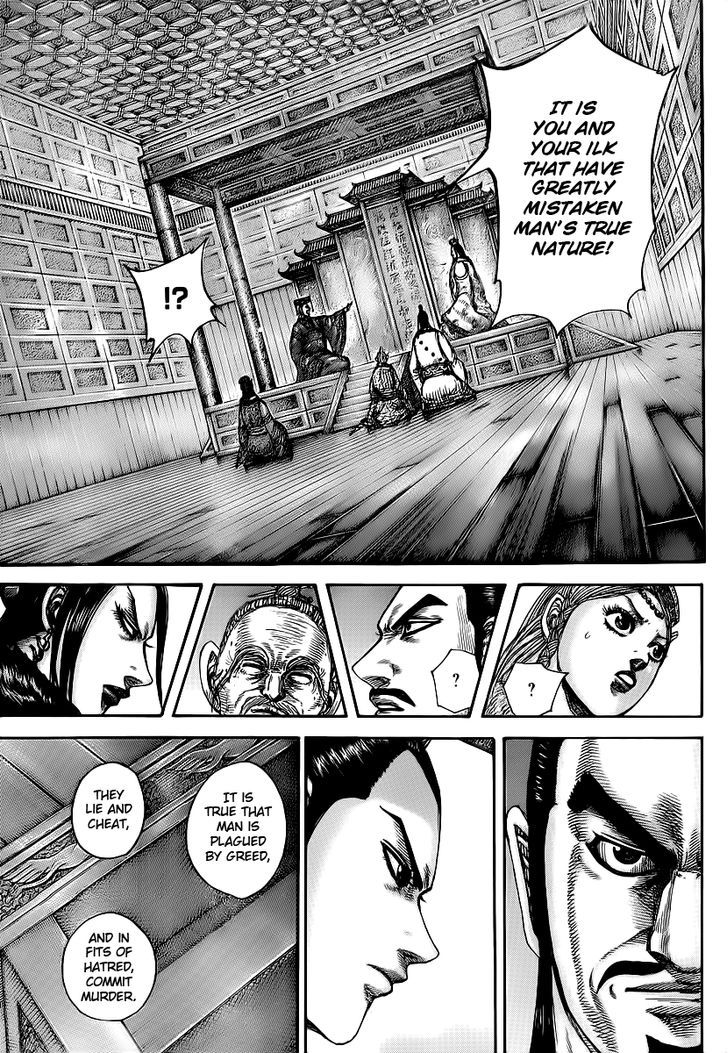 IT IS
YOU AND
YOUR ILK
THAT HAVE
GREATLY
MISTAKEN
MAN'S TRUE
NATURE!
!?
?
?
IT IS
TRUE THAT
MAN IS
PLAGUED
BY GREED,
THEY
LIE AND
CHEAT,
AND IN
FITS OF
HATRED,
COMMIT
MURDER.